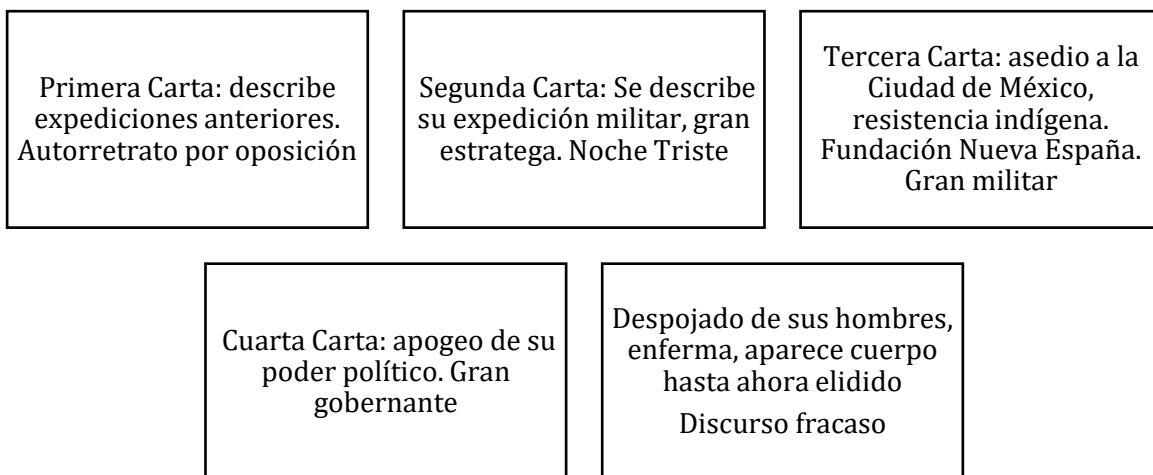 Primera Carta: describe
expediciones anteriores.
Autorretrato por oposición
Segunda Carta: Se describe
su expedición militar, gran
estratega. Noche Triste
Tercera Carta: asedio a la
Ciudad de México,
resistencia indígena.
Fundación Nueva España.
Gran militar
Cuarta Carta: apogeo de su
poder político. Gran
gobernante
Despojado de sus hombres,
enferma, aparece cuerpo
hasta ahora elidido
Discurso fracaso